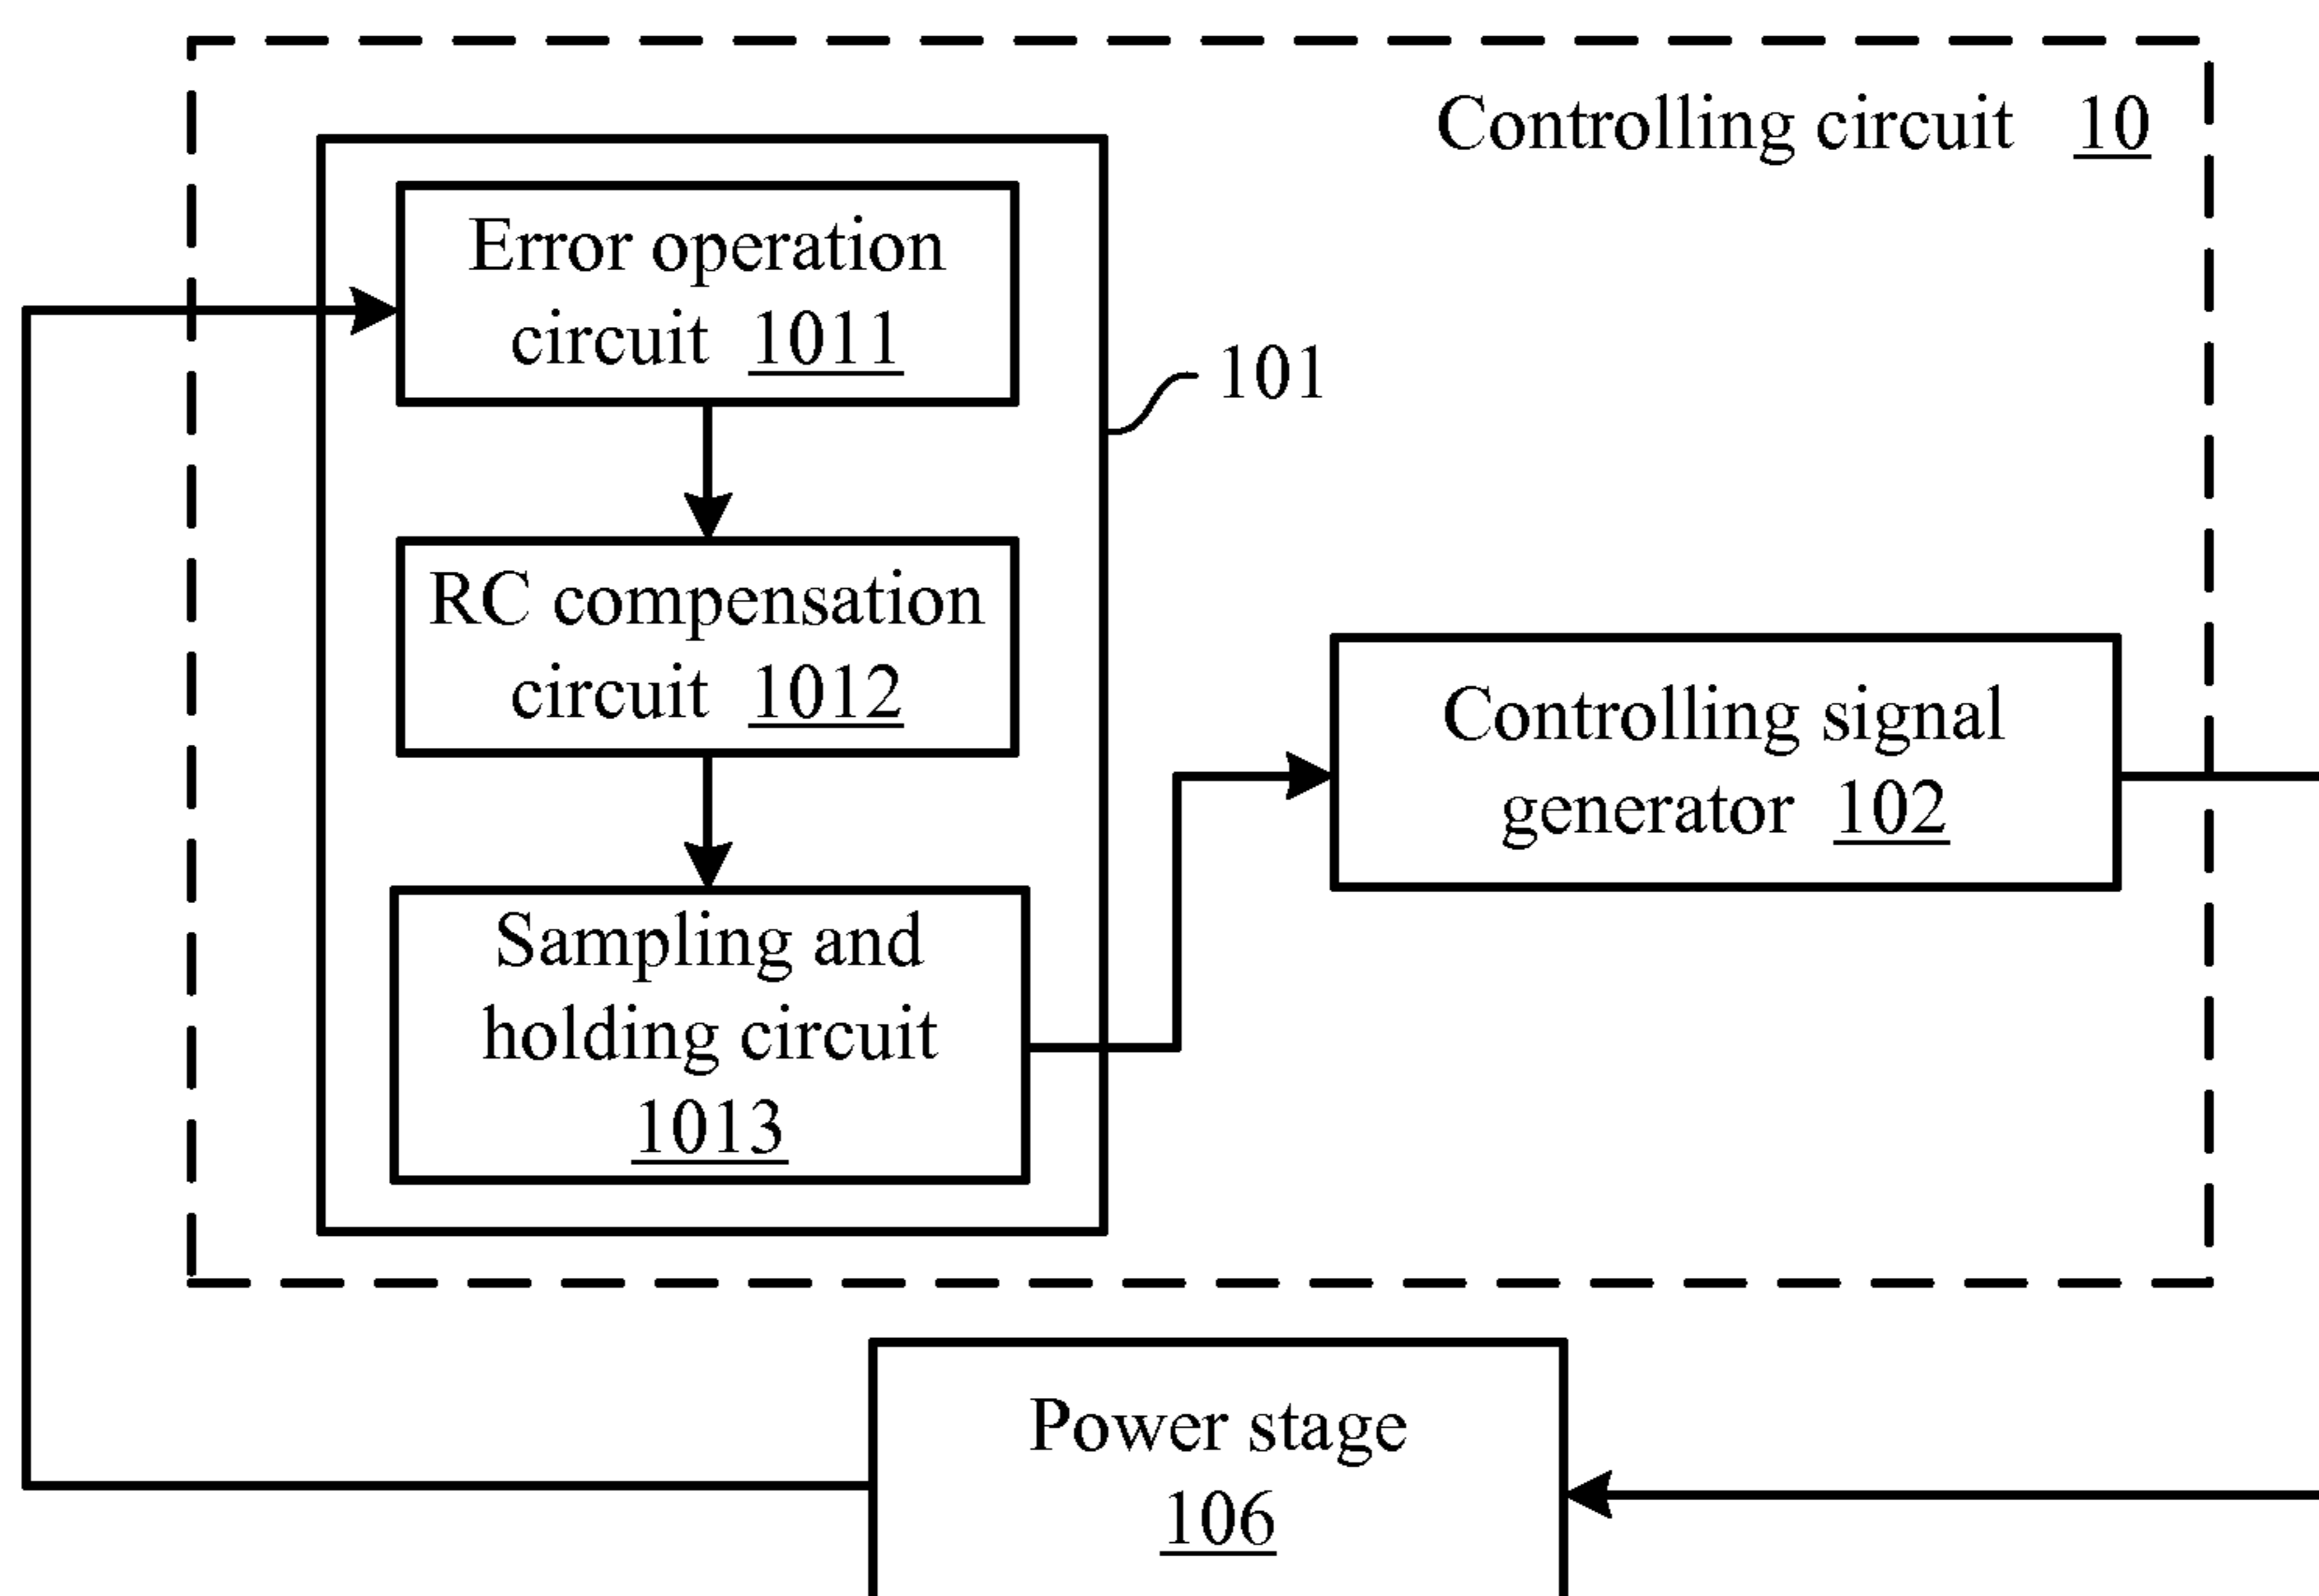 Controlling circuit 10
Error operation
circuit 1011
101
RC compensation
circuit 1012
Controlling signal
generator 102
Sampling and
holding circuit
1013
Power stage
106